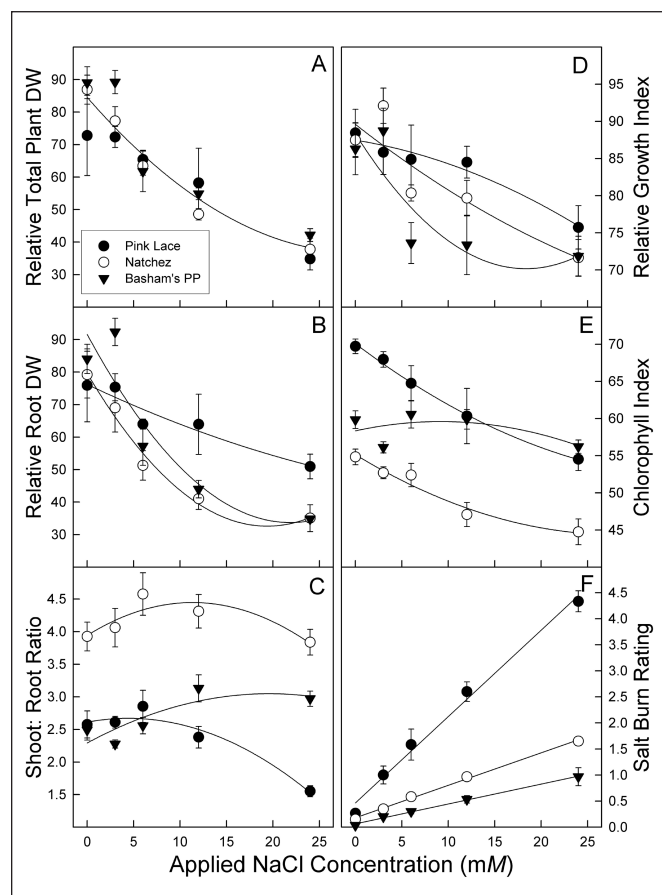 A
Relative Total Plant DW
90
80
70
60
50
40
30
Pink Lace
Natchez
Basham's PP
D
Relative Growth Index
95
90
85
80
75
70
B
Relative Root DW
90
80
70
60
50
40
30
E
Chlorophyll Index
70
65
60
55
50
45
C
Shoot: Root Ratio
4.5
4.0
3.5
3.0
2.5
2.0
1.5
0 5 10 15 20 25
F
Salt Burn Rating
4.5
4.0
3.5
3.0
2.5
2.0
1.5
1.0
0.5
0.0
0 5 10 15 20 25
Applied NaCl Concentration (mM)